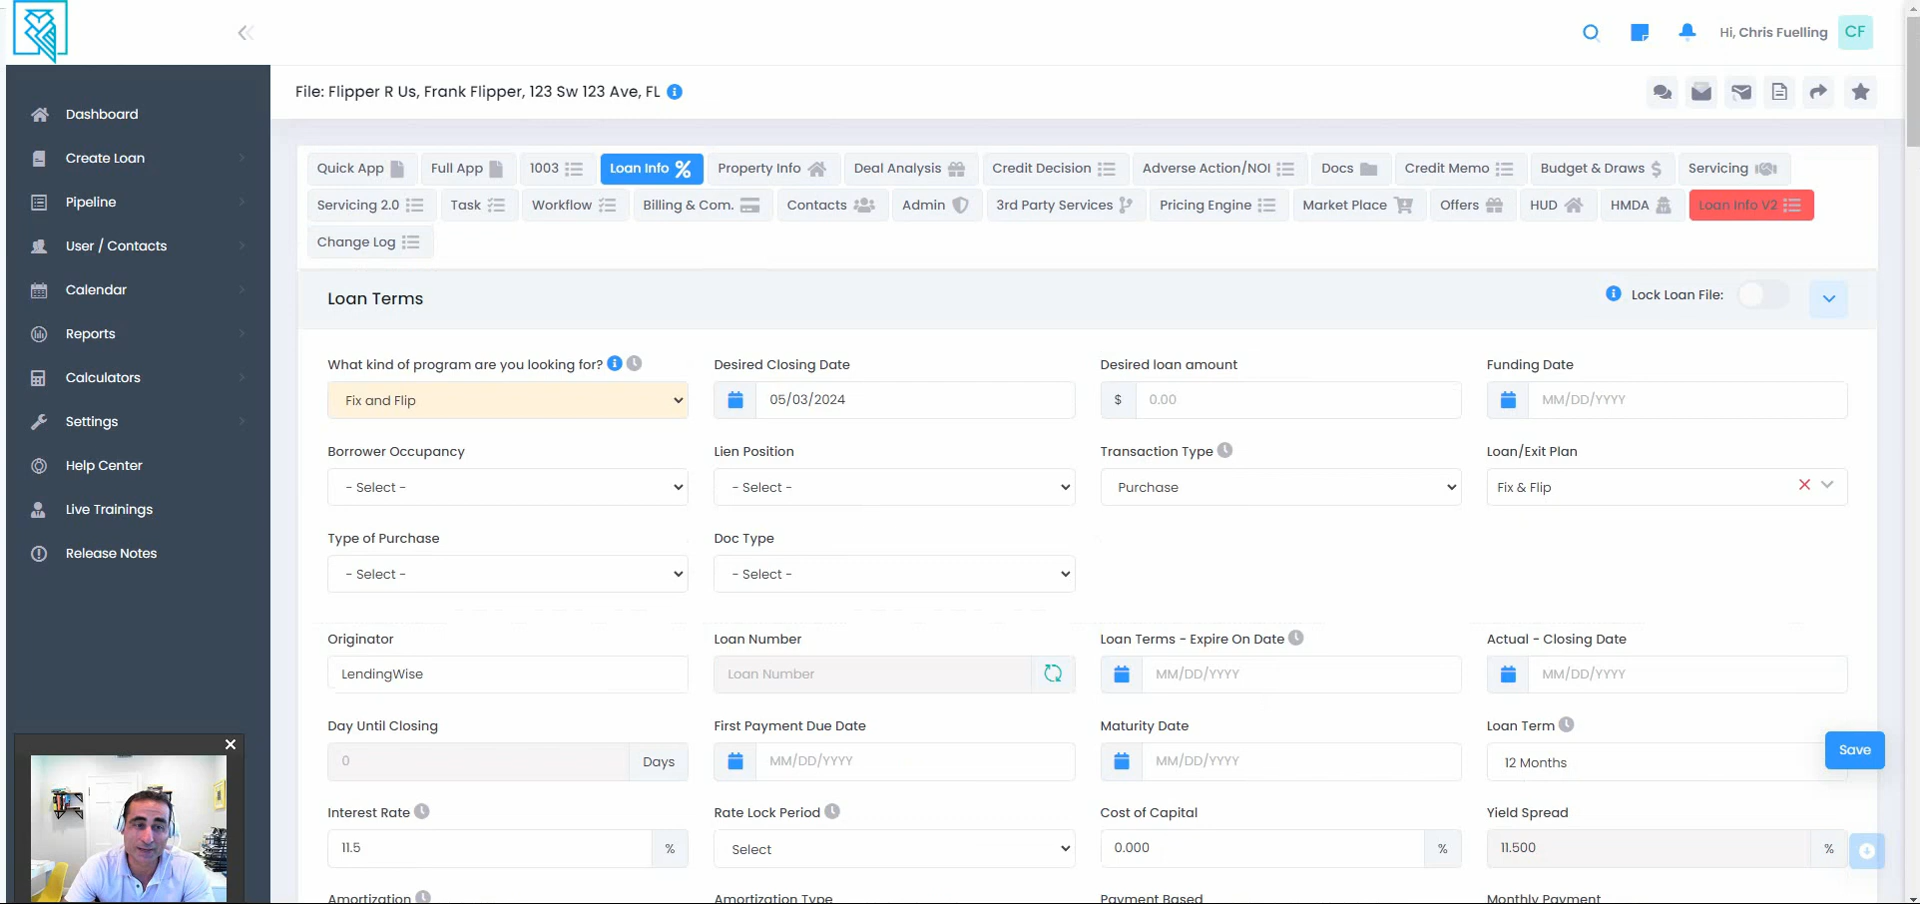 Hi, Chris Fuelling CF
File: Flipper R Us, Frank Flipper, 123 Sw 123 Ave, FL
Dashboard
Create Loan
Pipeline
User / Contacts
Calendar
Reports
Calculators
Settings
Help Center
Live Trainings
Release Notes
Quick App Full App 1003 Loan Info Property Info Deal Analysis Credit Decision Adverse Action/NOI Docs Credit Memo Budget & Draws Servicing
Servicing 2.0 Task Workflow Billing & Com. Contacts Admin 3rd Party Services Pricing Engine Market Place Offers HUD HMDA Loan Info V2
Change Log
Loan Terms Lock Loan File:
What kind of program are you looking for? Desired Closing Date Desired loan amount Funding Date
Fix and Flip 05/03/2024 $ 0.00 MM/DD/YYYY
Borrower Occupancy Lien Position Transaction Type Loan/Exit Plan
- Select - - Select - Purchase Fix & Flip
Type of Purchase Doc Type
- Select - - Select -
Originator Loan Number Loan Terms - Expire On Date Actual - Closing Date
LendingWise Loan Number MM/DD/YYYY MM/DD/YYYY
Day Until Closing First Payment Due Date Maturity Date Loan Term
0 Days MM/DD/YYYY MM/DD/YYYY 12 Months
Save
Interest Rate Rate Lock Period Cost of Capital Yield Spread
11.5 % Select 0.000 % 11.500 %
Amortization Amortization Type Payment Based Monthly Payment